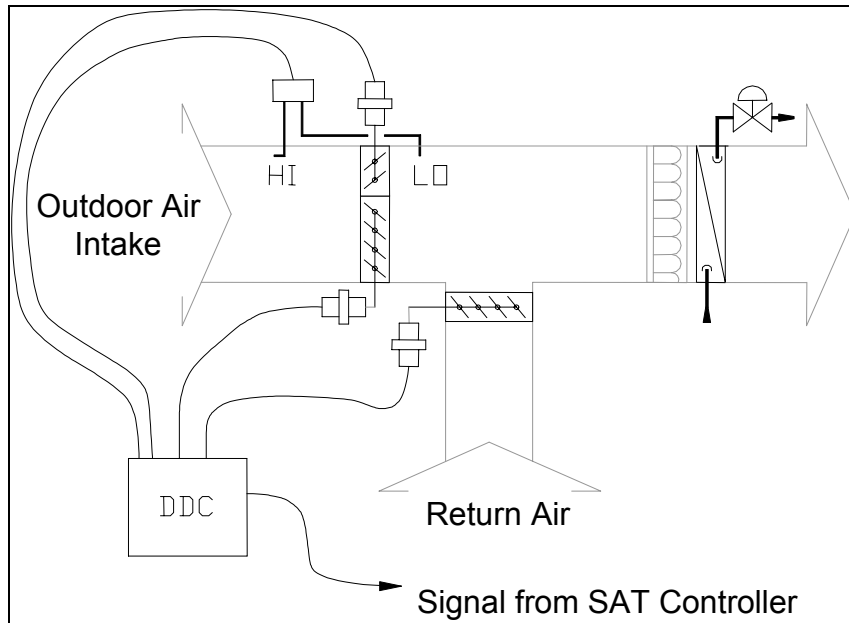 HI
LO
Outdoor Air
Intake
DDC
Return Air
Signal from SAT Controller